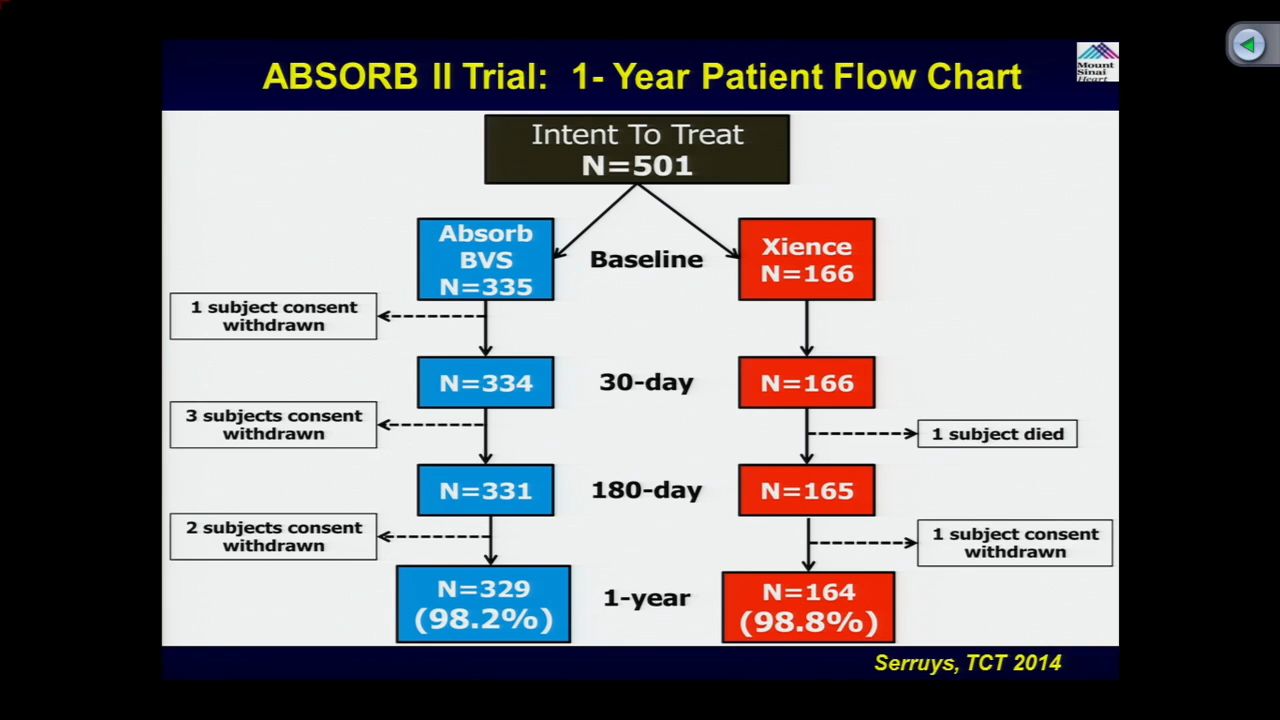 ABSORB II Trial: 1- Year Patient Flow Chart
Mount
Sinai
Heart
Intent To Treat
N=501
Absorb
BVS
N=335
Baseline
Xience
N=166
1 subject consent
withdrawn
N=334
30-day
N=166
3 subjects consent
withdrawn
1 subject died
N=331
180-day
N=165
2 subjects consent
withdrawn
1 subject consent
withdrawn
N=329
(98.2%)
1-year
N=164
(98.8%)
Serruys, TCT 2014